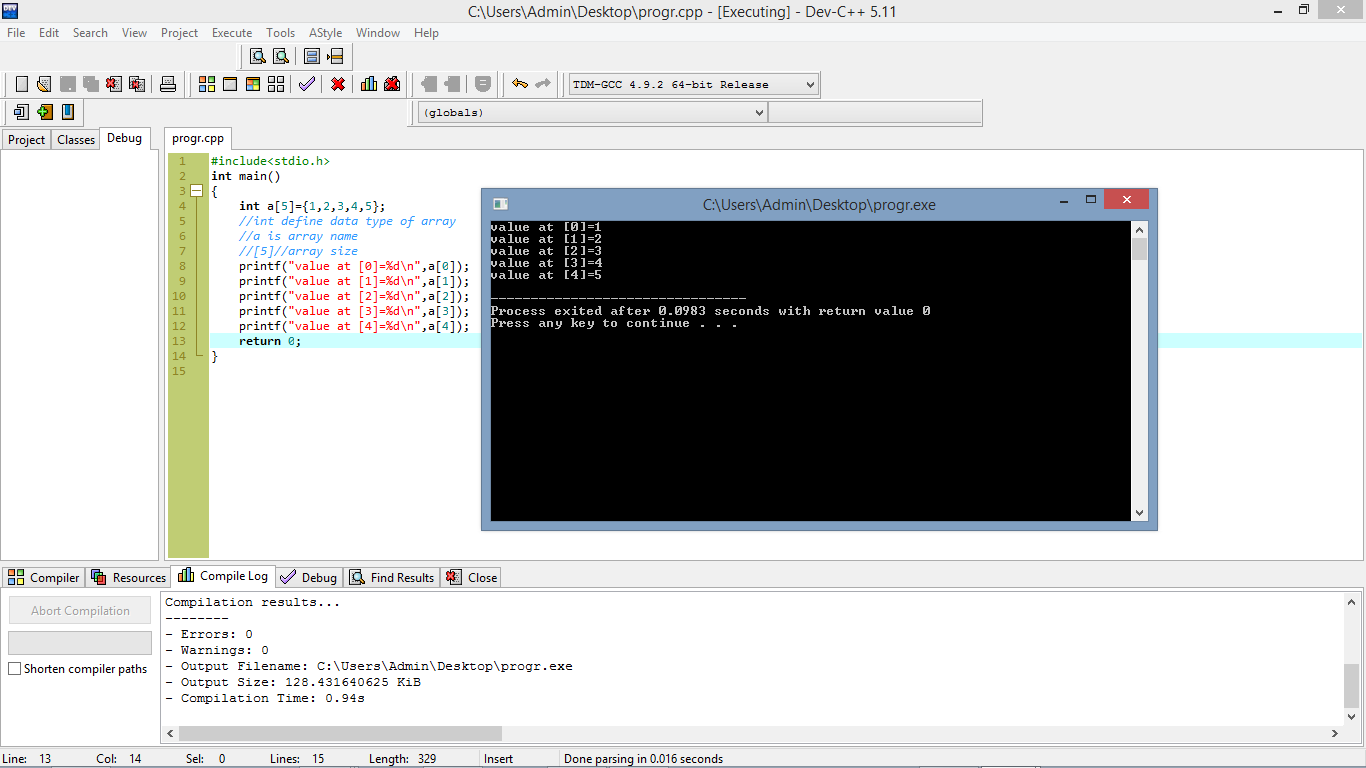 C:\Users\Admin\Desktop\progr.cpp - [Executing] - Dev-C++ 5.11
File Edit Search View Project Execute Tools AStyle Window Help
TDM-GCC 4.9.2 64-bit Release
(globals)
Project Classes Debug
progr.cpp
1 #include<stdio.h>
2 int main()
3 {
4 int a[5]={1,2,3,4,5};
5 //int define data type of array
6 //a is array name
7 //[5]//array size
8 printf("value at [0]=%d\n",a[0]);
9 printf("value at [1]=%d\n",a[1]);
10 printf("value at [2]=%d\n",a[2]);
11 printf("value at [3]=%d\n",a[3]);
12 printf("value at [4]=%d\n",a[4]);
13 return 0;
14 }
15
C:\Users\Admin\Desktop\progr.exe
value at [0]=1
value at [1]=2
value at [2]=3
value at [3]=4
value at [4]=5
--------------------------------
Process exited after 0.0983 seconds with return value 0
Press any key to continue . . .
Compiler Resources Compile Log Debug Find Results Close
Abort Compilation
Shorten compiler paths
Compilation results...
--------
- Errors: 0
- Warnings: 0
- Output Filename: C:\Users\Admin\Desktop\progr.exe
- Output Size: 128.431640625 KiB
- Compilation Time: 0.94s
Line: 13 Col: 14 Sel: 0 Lines: 15 Length: 329 Insert Done parsing in 0.016 seconds